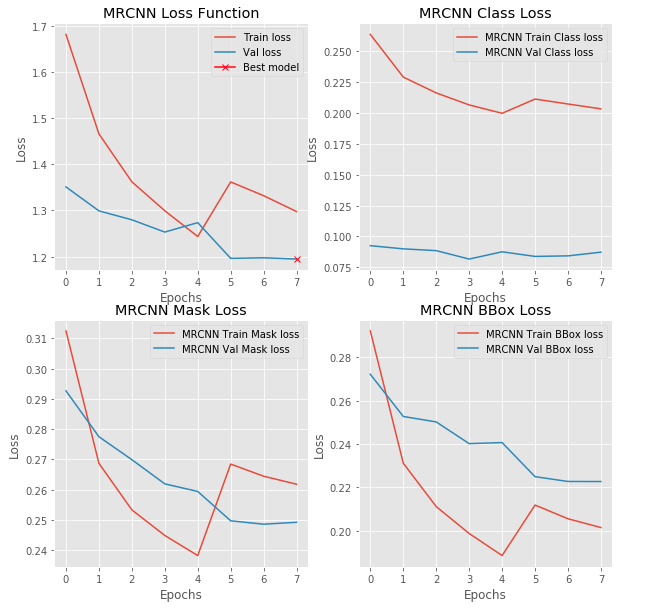 MRCNN Loss Function
Train loss
Val loss
Best model
1.7
1.6
1.5
1.4
1.3
1.2
Loss
0 1 2 3 4 5 6 7
Epochs
MRCNN Class Loss
MRCNN Train Class loss
MRCNN Val Class loss
0.250
0.225
0.200
0.175
0.150
0.125
0.100
0.075
Loss
0 1 2 3 4 5 6 7
Epochs
MRCNN Mask Loss
MRCNN Train Mask loss
MRCNN Val Mask loss
0.31
0.30
0.29
0.28
0.27
0.26
0.25
0.24
Loss
0 1 2 3 4 5 6 7
Epochs
MRCNN BBox Loss
MRCNN Train BBox loss
MRCNN Val BBox loss
0.28
0.26
0.24
0.22
0.20
Loss
0 1 2 3 4 5 6 7
Epochs